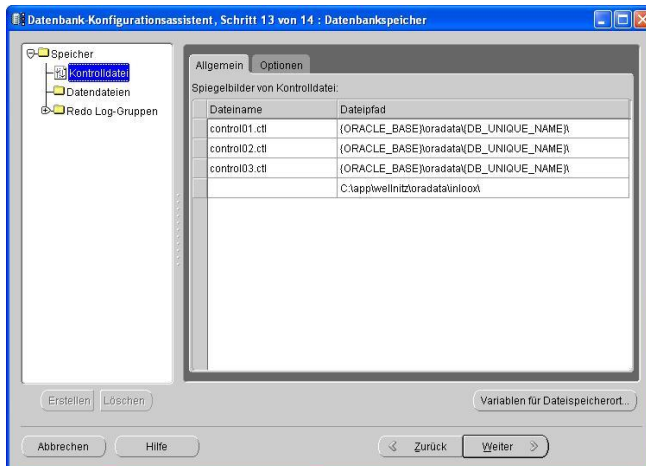 Datenbank-Konfigurationsassistent, Schritt 13 von 14 : Datenbankspeicher
Speicher
Kontrolldatei
Datendateien
Redo Log-Gruppen
Allgemein Optionen
Spiegelbilder von Kontrolldatei:
Dateiname Dateipfad
control01.ctl {ORACLE_BASE}\oradata\{DB_UNIQUE_NAME}\
control02.ctl {ORACLE_BASE}\oradata\{DB_UNIQUE_NAME}\
control03.ctl {ORACLE_BASE}\oradata\{DB_UNIQUE_NAME}\
C:\app\wellnitz\oradata\inloox\
Erstellen Löschen Variablen für Dateispeicherort...
Abbrechen Hilfe Zurück Weiter